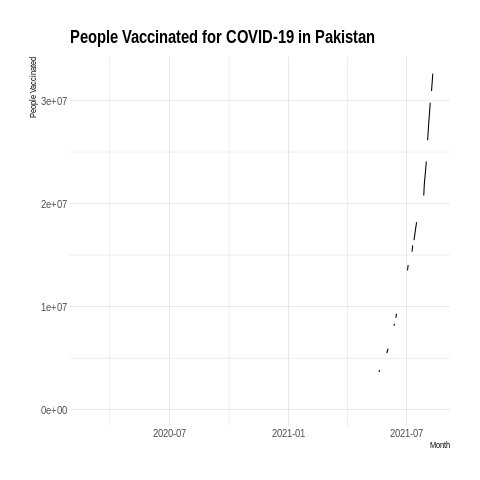 People Vaccinated for COVID-19 in Pakistan
People Vaccinated
3e+07
2e+07
1e+07
0e+00
2020-07 2021-01 2021-07
Month